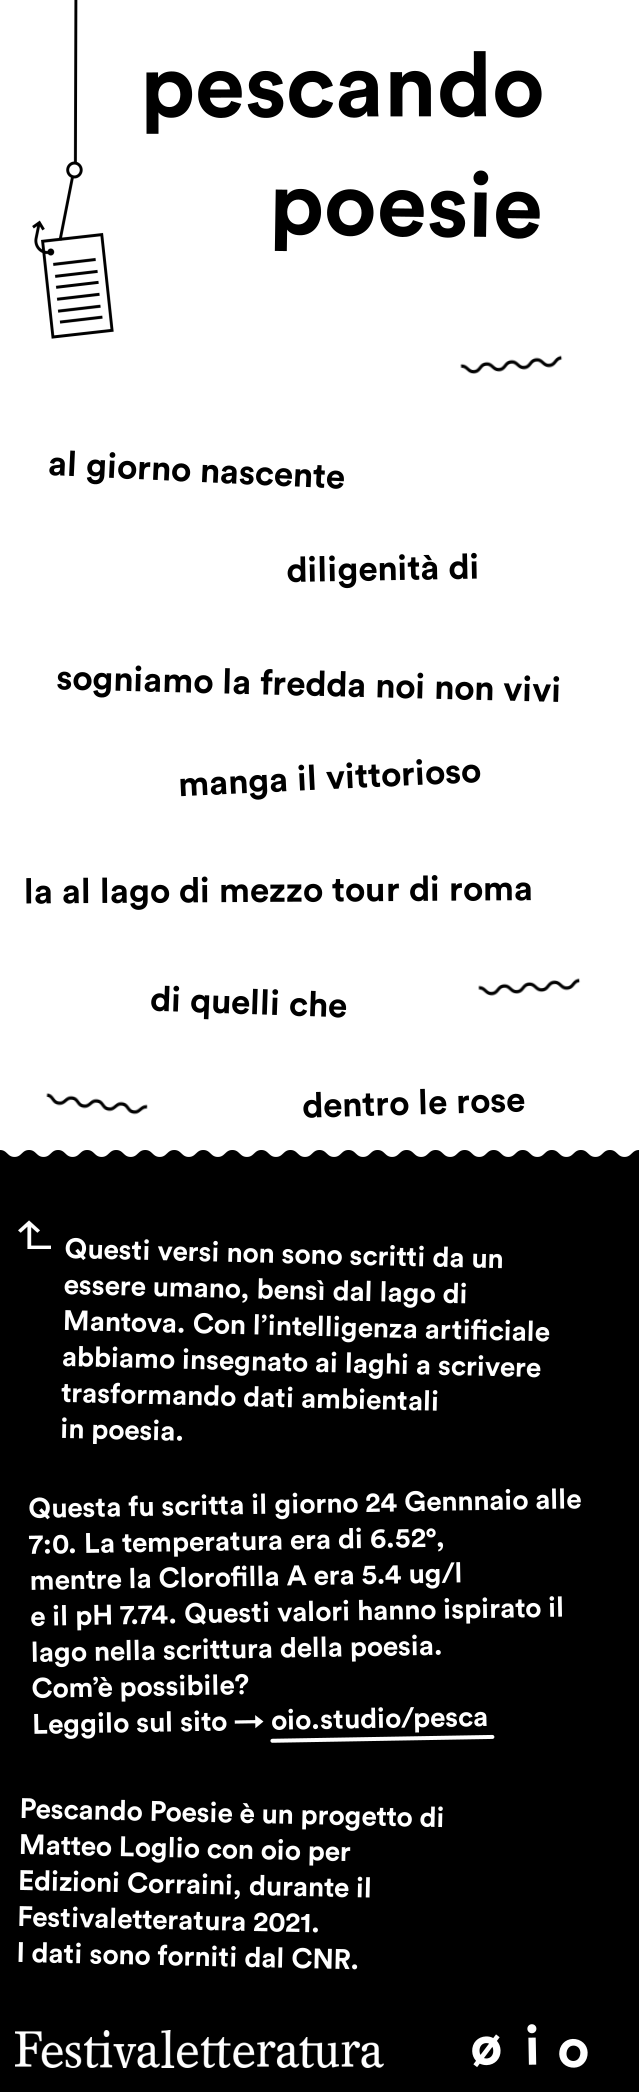 pescando
poesie
al giorno nascente
diligenità di
sogniamo la fredda noi non vivi
manga il vittorioso
la al lago di mezzo tour di roma
di quelli che
dentro le rose
Questi versi non sono scritti da un
essere umano, bensì dal lago di
Mantova. Con l’intelligenza artificiale
abbiamo insegnato ai laghi a scrivere
trasformando dati ambientali
in poesia.
Questa fu scritta il giorno 24 Gennnaio alle
7:0. La temperatura era di 6.52°,
mentre la Clorofilla A era 5.4 ug/l
e il pH 7.74. Questi valori hanno ispirato il
lago nella scrittura della poesia.
Com’è possibile?
Leggilo sul sito → oio.studio/pesca
Pescando Poesie è un progetto di
Matteo Loglio con oio per
Edizioni Corraini, durante il
Festivaletteratura 2021.
I dati sono forniti dal CNR.
Festivaletteratura øio